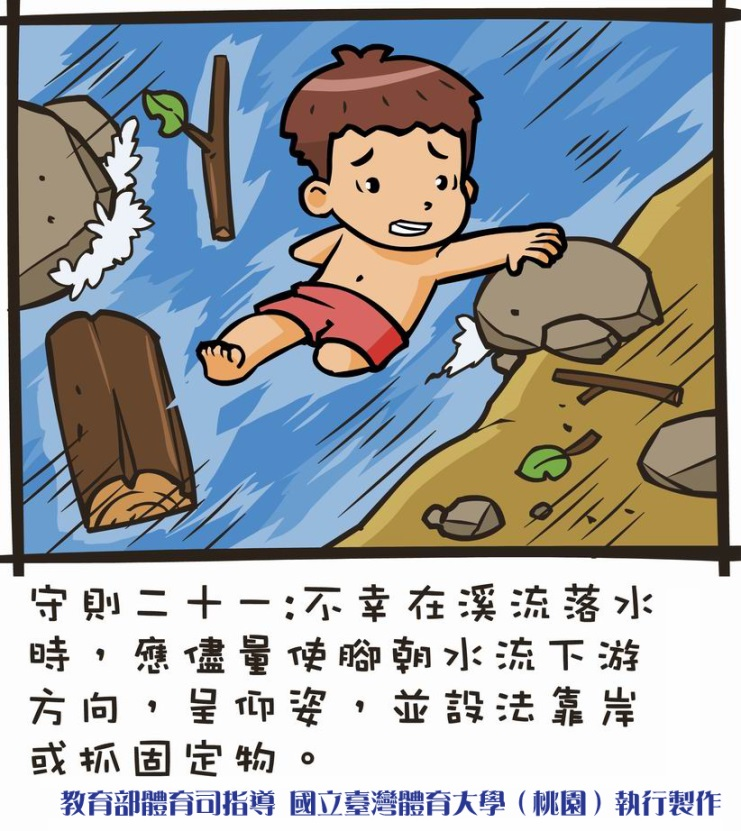 守則二十一:不幸在溪流落水
時，應儘量使腳朝水流下游
方向，呈仰姿，並設法靠岸
或抓固定物。
教育部體育司指導 國立臺灣體育大學（桃園）執行製作